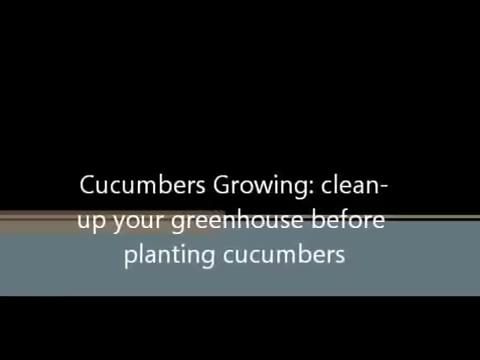 Cucumbers Growing: clean-
up your greenhouse before
planting cucumbers